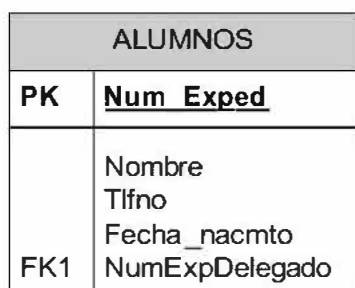 ALUMNOS
PK Num_Exped
Nombre
Tlfno
Fecha_nacmto
FK1 NumExpDelegado